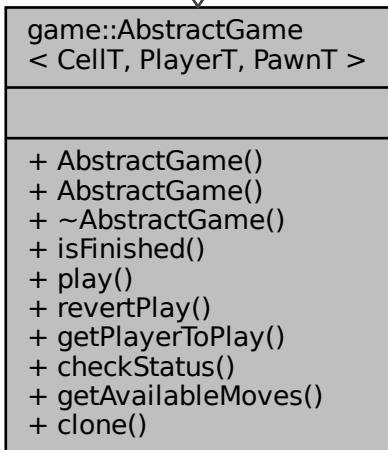 game::AbstractGame
< CellT, PlayerT, PawnT >
+ AbstractGame()
+ AbstractGame()
+ ~AbstractGame()
+ isFinished()
+ play()
+ revertPlay()
+ getPlayerToPlay()
+ checkStatus()
+ getAvailableMoves()
+ clone()